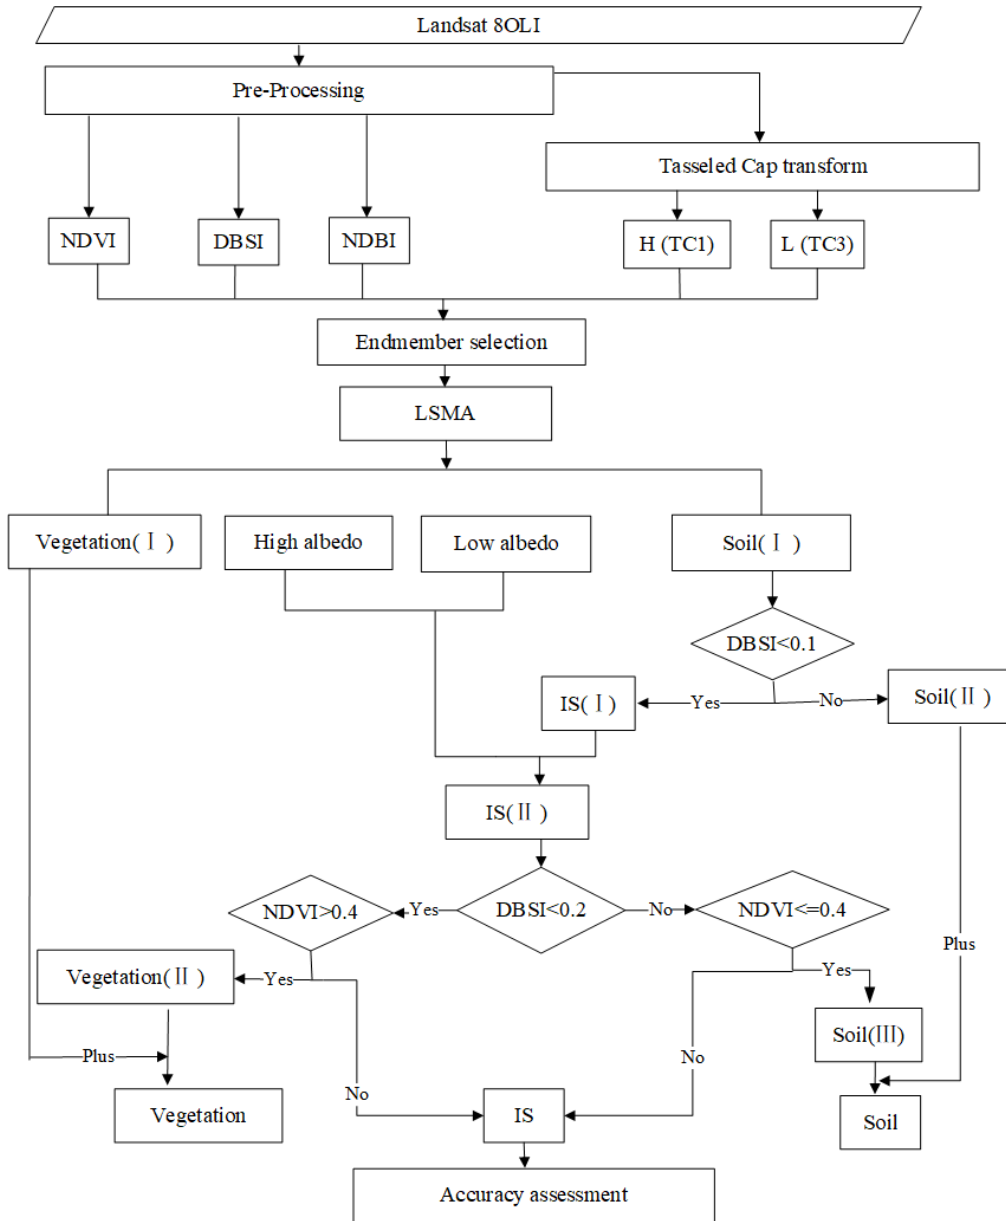 Landsat 8OLI
Pre-Processing
Tasseled Cap transform
NDVI
DBSI
NDBI
H (TC1)
L (TC3)
Endmember selection
LSMA
Vegetation(Ⅰ)
High albedo
Low albedo
Soil(Ⅰ)
DBSI<0.1
IS(Ⅰ)
Yes
No
Soil(Ⅱ)
IS(Ⅱ)
NDVI>0.4
Yes
DBSI<0.2
No
NDVI<=0.4
Plus
Vegetation(Ⅱ)
Yes
Yes
Soil(III)
Plus
No
No
Vegetation
IS
Soil
Accuracy assessment